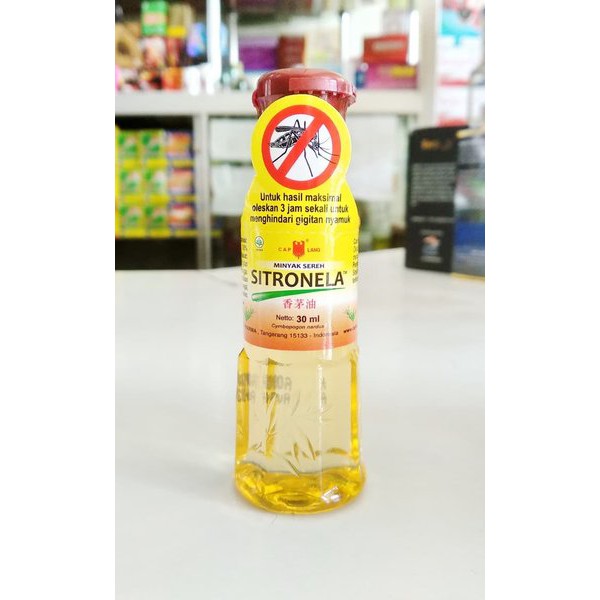 Untuk hasil maksimal
oleskan 3 jam sekali untuk
menghindari gigitan nyamuk
CAP LANG
MINYAK SEREH
SITRONELA™
香茅油
Netto: 30 ml
Cymbopogon nardus
Tangerang 15133 - Indonesia